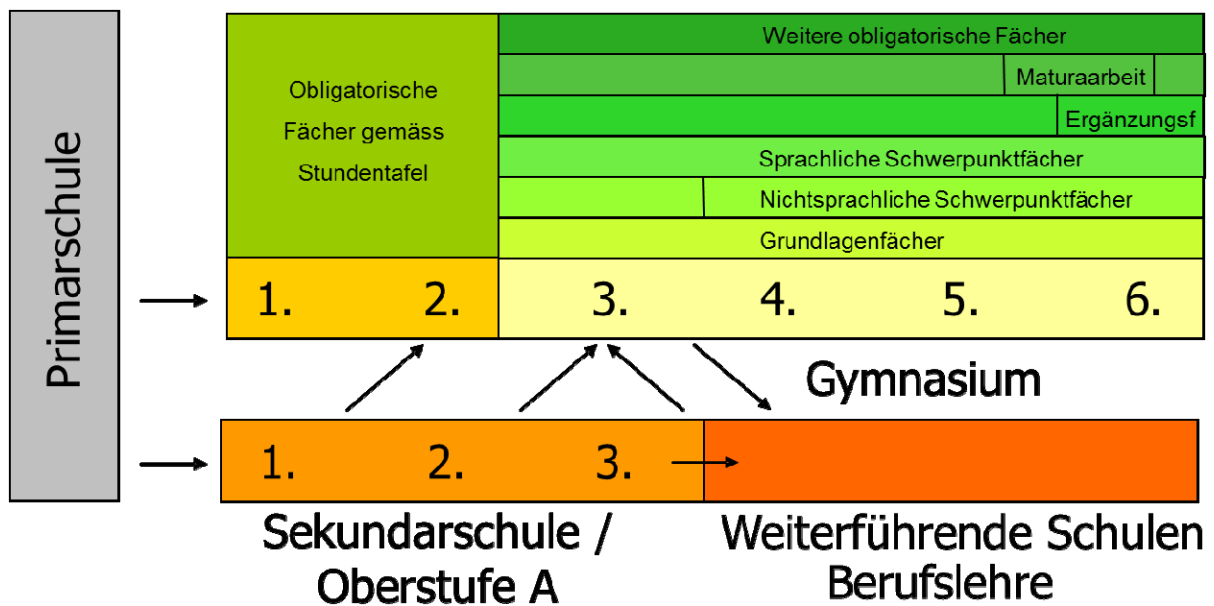 Primarschule
Obligatorische
Fächer gemäss
Stundentafel
Weitere obligatorische Fächer
Maturaarbeit
Ergänzungsf
Sprachliche Schwerpunktfächer
Nichtsprachliche Schwerpunktfächer
Grundlagenfächer
1. 2. 3. 4. 5. 6.
Gymnasium
1. 2. 3.
Sekundarschule /
Oberstufe A
Weiterführende Schulen
Berufslehre